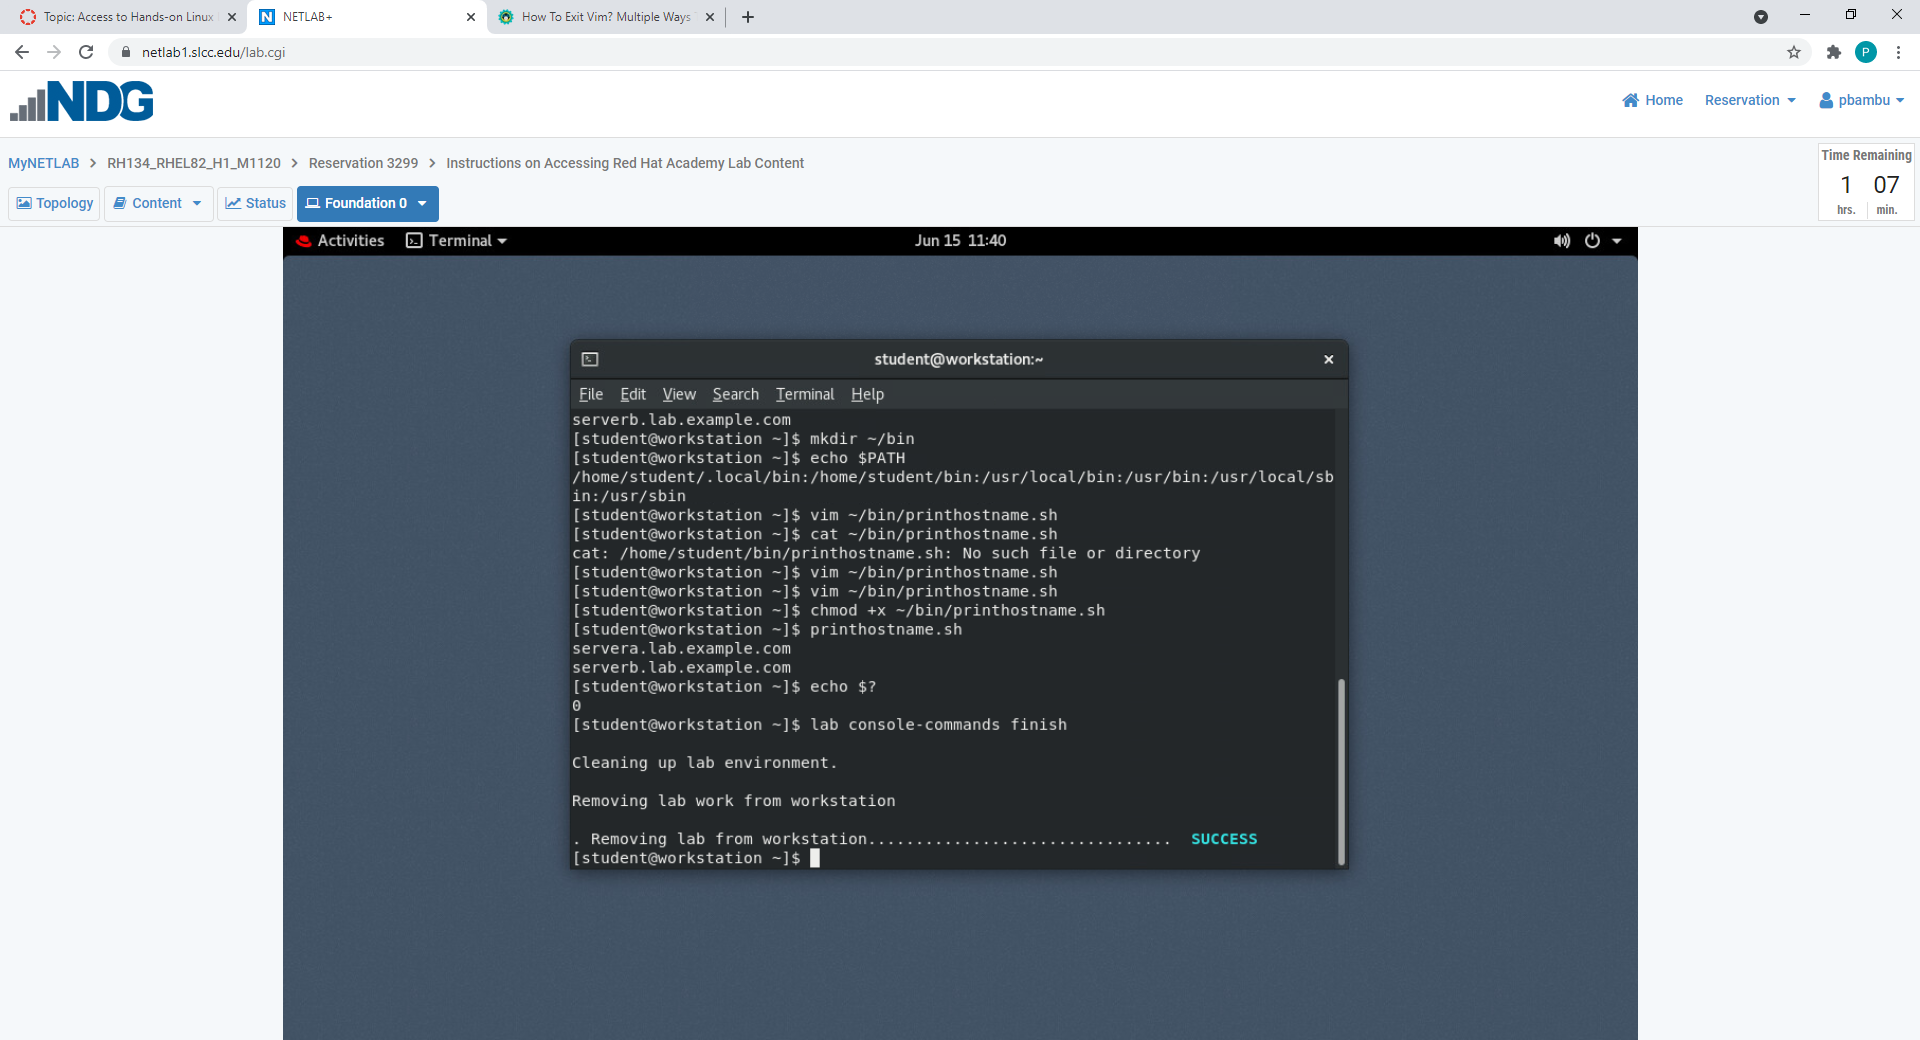 Topic: Access to Hands-on Linux
NETLAB+
How To Exit Vim? Multiple Ways
netlab1.slcc.edu/lab.cgi
P
NDG
Home
Reservation
pbambu
MyNETLAB > RH134_RHEL82_H1_M1120 > Reservation 3299 > Instructions on Accessing Red Hat Academy Lab Content
Time Remaining
1 07
hrs. min.
Topology
Content
Status
Foundation 0
Activities
Terminal
Jun 15 11:40
student@workstation:~
File Edit View Search Terminal Help
serverb.lab.example.com
[student@workstation ~]$ mkdir ~/bin
[student@workstation ~]$ echo $PATH
/home/student/.local/bin:/home/student/bin:/usr/local/bin:/usr/bin:/usr/local/sb
in:/usr/sbin
[student@workstation ~]$ vim ~/bin/printhostname.sh
[student@workstation ~]$ cat ~/bin/printhostname.sh
cat: /home/student/bin/printhostname.sh: No such file or directory
[student@workstation ~]$ vim ~/bin/printhostname.sh
[student@workstation ~]$ vim ~/bin/printhostname.sh
[student@workstation ~]$ chmod +x ~/bin/printhostname.sh
[student@workstation ~]$ printhostname.sh
servera.lab.example.com
serverb.lab.example.com
[student@workstation ~]$ echo $?
0
[student@workstation ~]$ lab console-commands finish
Cleaning up lab environment.
Removing lab work from workstation
. Removing lab from workstation................................ SUCCESS
[student@workstation ~]$